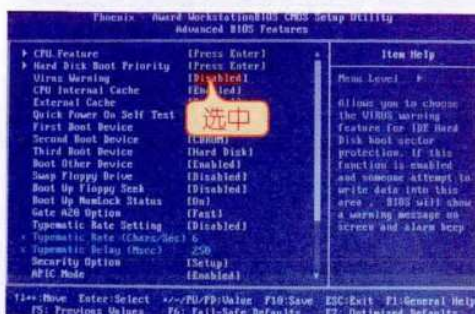 Phoenix - Award WorkstationBIOS CMOS Setup Utility
Advanced BIOS Features
CPU Feature [Press Enter]
Hard Disk Boot Priority [Press Enter]
Virus Warning [Disabled]
CPU Internal Cache [Enabled]
External Cache
Quick Power On Self Test
First Boot Device
Second Boot Device [CDROM]
Third Boot Device [Hard Disk]
Boot Other Device [Enabled]
Swap Floppy Drive [Disabled]
Boot Up Floppy Seek [Disabled]
Boot Up NumLock Status [On]
Gate A20 Option [Fast]
Typematic Rate Setting [Disabled]
x Typematic Rate (Chars/Sec) 6
x Typematic Delay (Msec) 250
Security Option [Setup]
APIC Mode [Enabled]
选中
Item Help
Menu Level
Allows you to choose
the VIRUS warning
feature for IDE Hard
Disk boot sector
protection. If this
function is enabled
and someone attempt to
write data into this
area , BIOS will show
a warning message on
screen and alarm beep
↑↓→←:Move Enter:Select +/-/PU/PD:Value F10:Save ESC:Exit F1:General Help
F5: Previous Values F6: Fail-Safe Defaults F7: Optimized Defaults